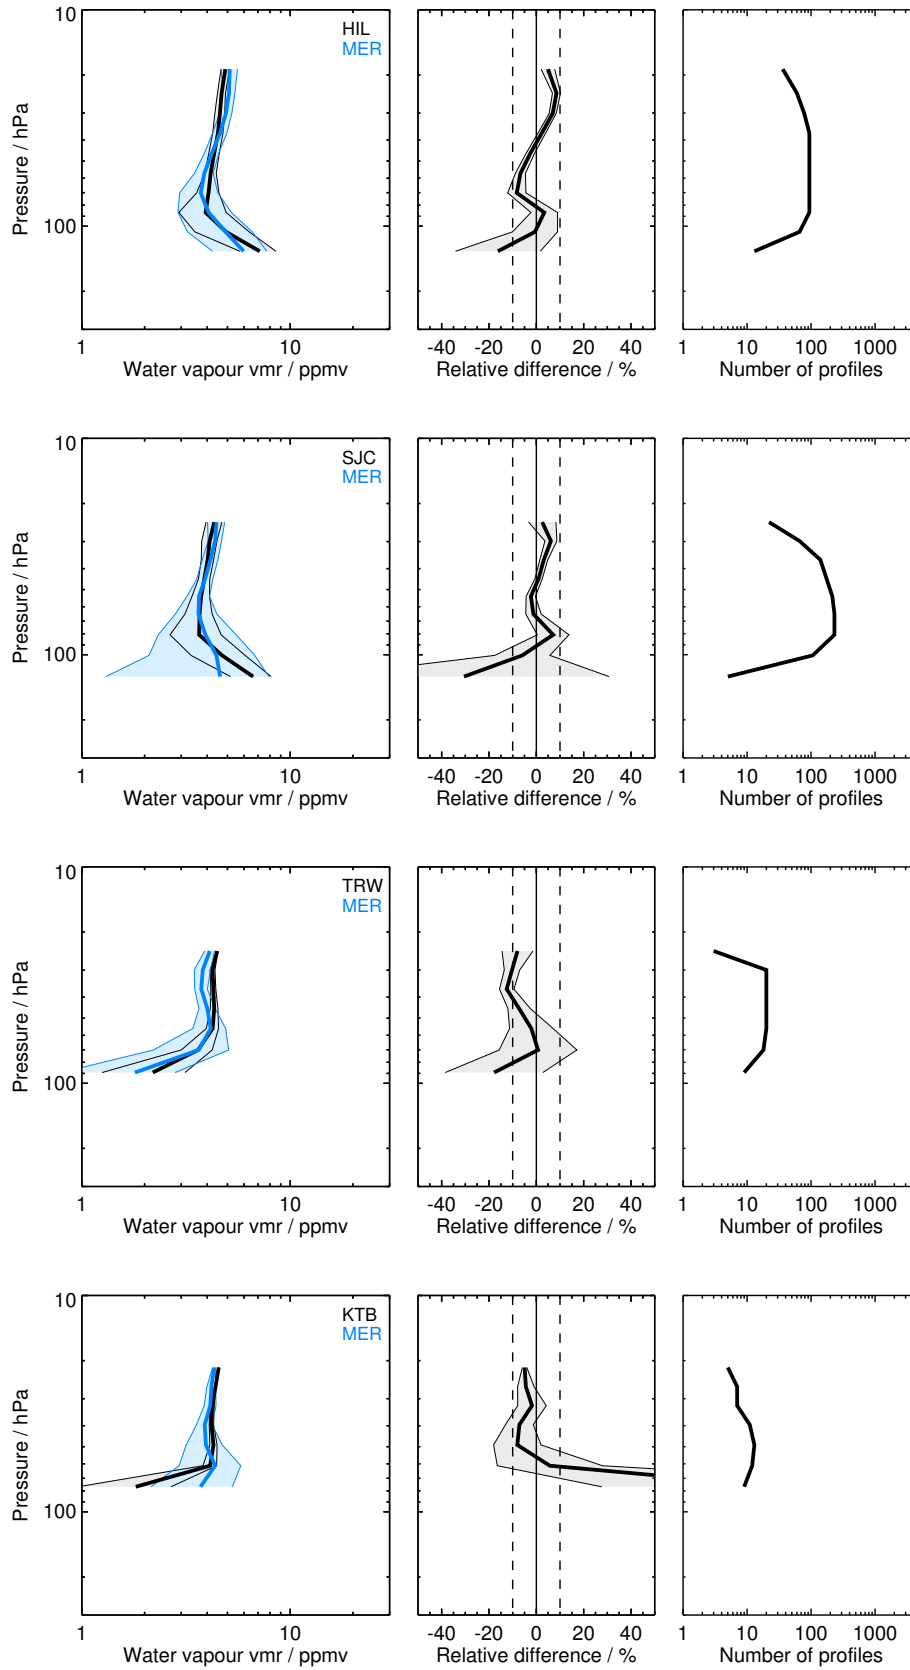 10
100
Pressure / hPa
HIL
MER
1
10
Water vapour vmr / ppmv
-40
-20
0
20
40
Relative difference / %
1
10
100
1000
Number of profiles
10
100
Pressure / hPa
SJC
MER
1
10
Water vapour vmr / ppmv
-40
-20
0
20
40
Relative difference / %
1
10
100
1000
Number of profiles
10
100
Pressure / hPa
TRW
MER
1
10
Water vapour vmr / ppmv
-40
-20
0
20
40
Relative difference / %
1
10
100
1000
Number of profiles
10
100
Pressure / hPa
KTB
MER
1
10
Water vapour vmr / ppmv
-40
-20
0
20
40
Relative difference / %
1
10
100
1000
Number of profiles